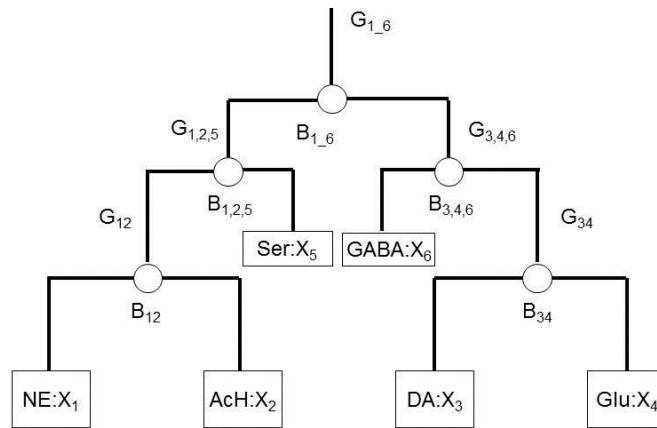 G1_6
B1_6
G1,2,5 G3,4,6
B1,2,5 B3,4,6
G12 G34
Ser:X5 GABA:X6
B12 B34
NE:X1 AcH:X2 DA:X3 Glu:X4